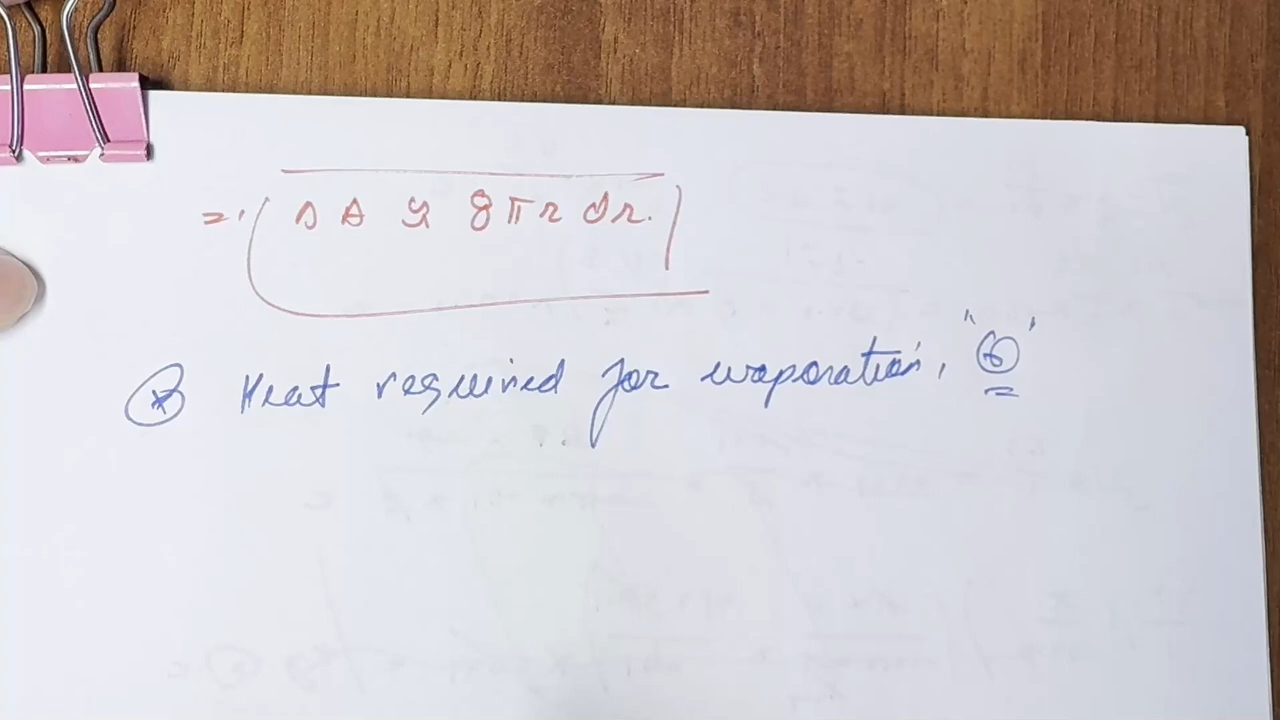 = ΔA ց 8πr dr.
* Heat required for evaporation, "Ⓠ"